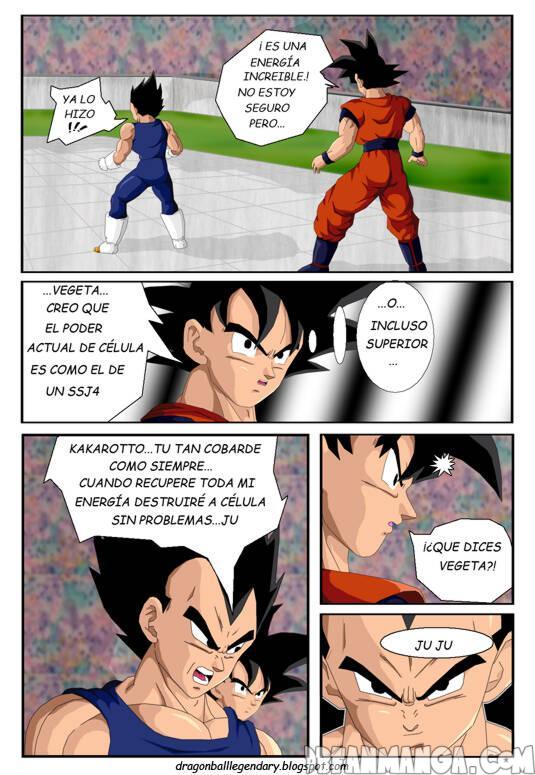 YA LO
HIZO
!!¡
¡ ES UNA
ENERGÍA
INCREIBLE.!
NO ESTOY
SEGURO
PERO...
...VEGETA...
CREO QUE
EL PODER
ACTUAL DE CÉLULA
ES COMO EL DE
UN SSJ4
...O...
INCLUSO
SUPERIOR
...
KAKAROTTO...TU TAN COBARDE
COMO SIEMPRE...
CUANDO RECUPERE TODA MI
ENERGÍA DESTRUIRÉ A CÉLULA
SIN PROBLEMAS...JU
¡¿QUE DICES
VEGETA?!
JU JU
dragonballlegendary.blogspot.com